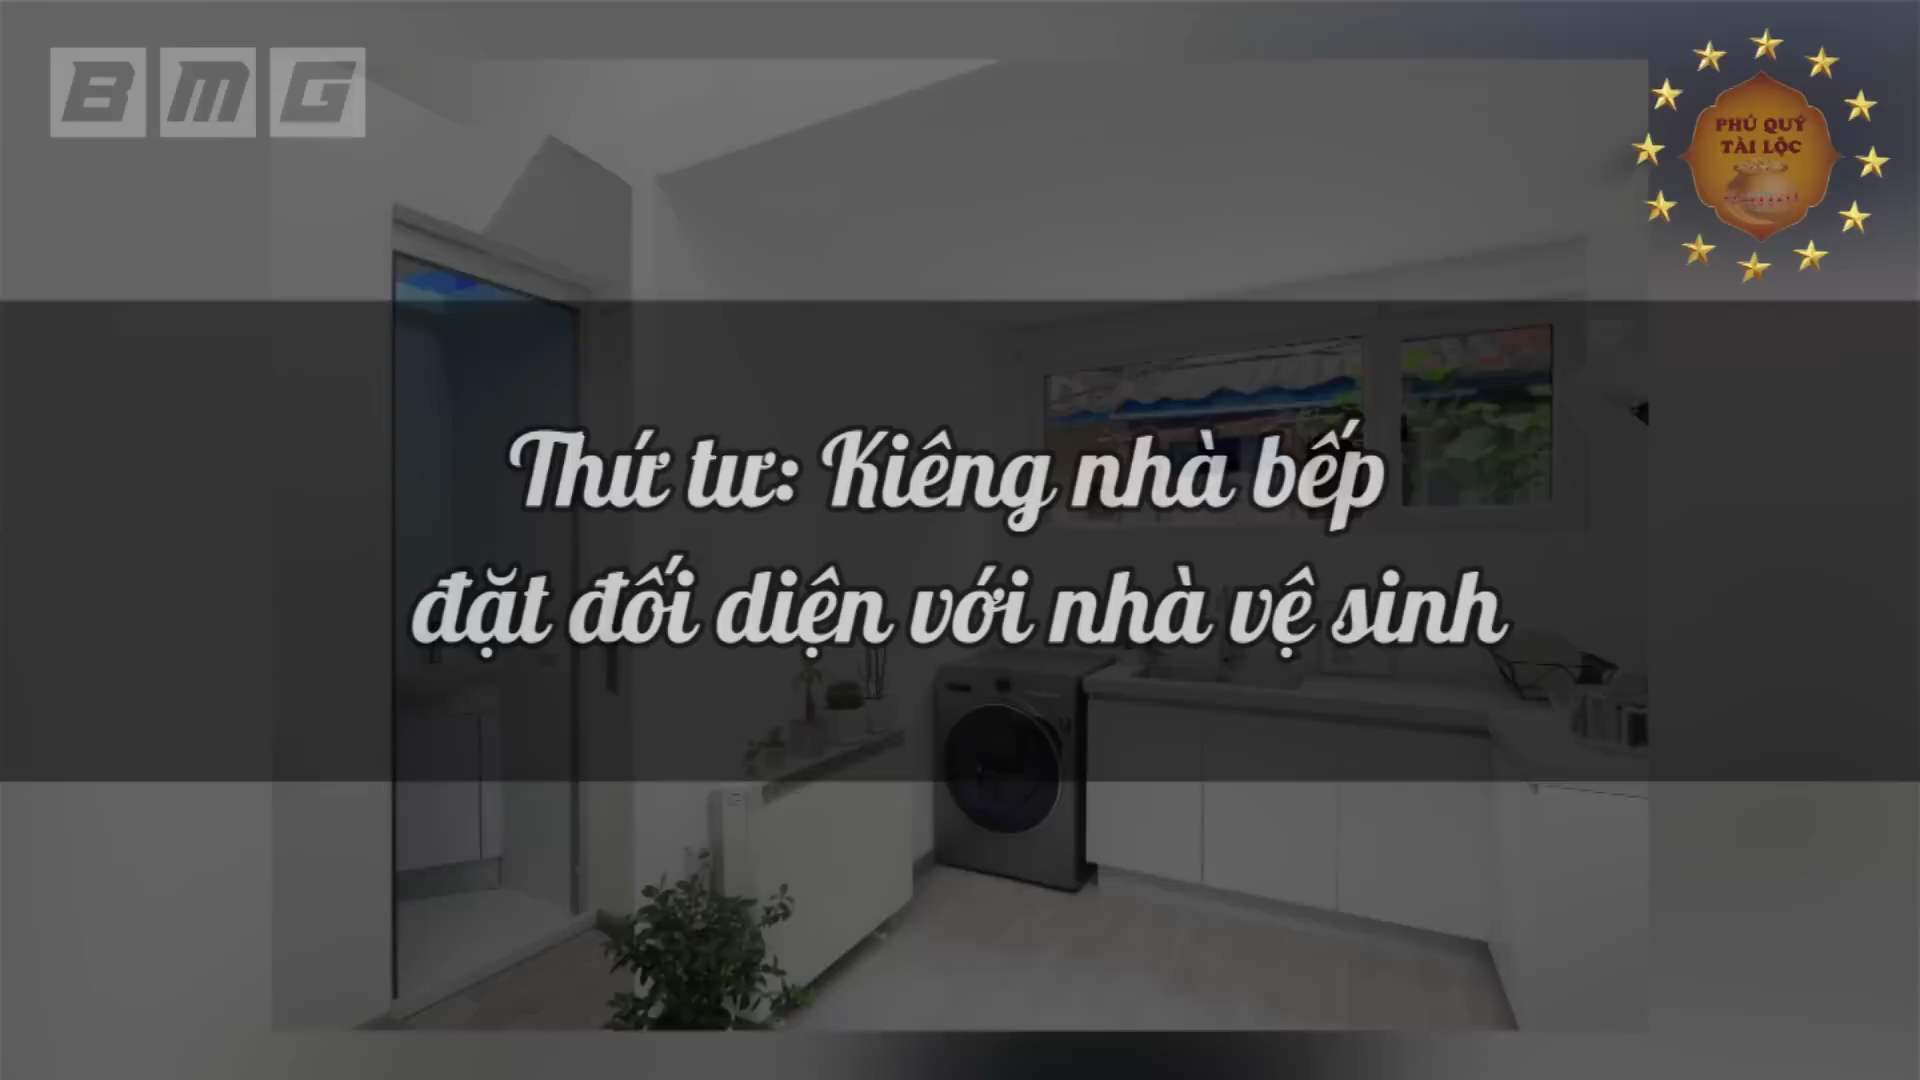 BMG
PHÚ QUÝ
TÀI LỘC
Thứ tư: Kiêng nhà bếp
đặt đối diện với nhà vệ sinh